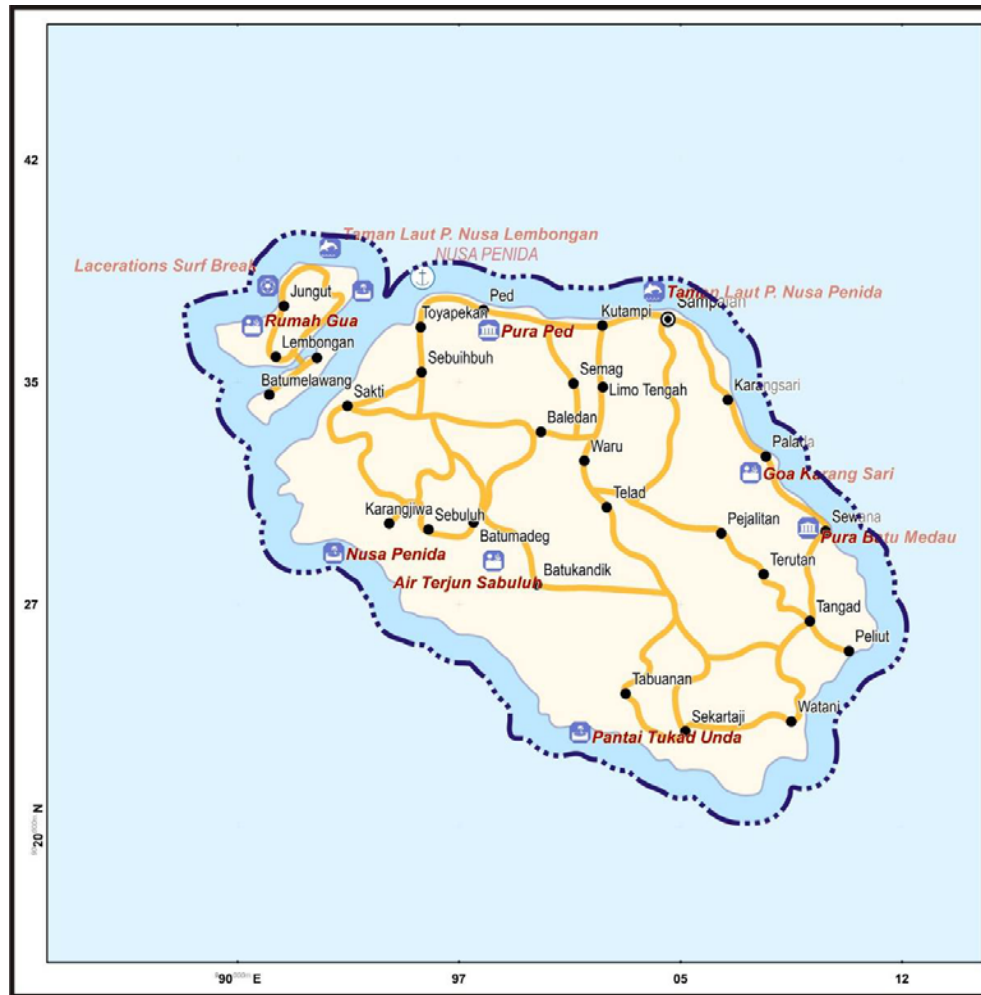 42
Taman Laut P. Nusa Lembongan
NUSA PENIDA
Lacerations Surf Break
Jungut
Ped
Taman Laut P. Nusa Penida
Sampalan
Rumah Gua
Toyapekan
Pura Ped
Kutampi
Lembongan
Sebuihbuh
Semag
35
Batumelawang
Sakti
Limo Tengah
Karangsari
Baledan
Waru
Palada
Goa Karang Sari
Telad
Karangjiwa
Sebuluh
Pejalitan
Sewana
Batumadeg
Pura Batu Medau
Nusa Penida
Air Terjun Sabuluh
Batukandik
Terutan
27
Tangad
Peliut
Tabuanan
Sekartaji
Watani
Pantai Tukad Unda
20
N
90
E
97
05
12